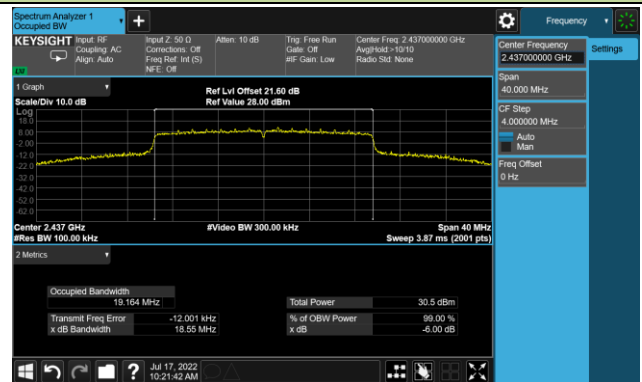 Spectrum Analyzer 1
Occupied BW
+
Frequency
KEYSIGHT
Input: RF
Coupling: AC
Align: Auto
Input Z: 50 Ω
Corrections: Off
Freq Ref: Int (S)
NFE: Off
Atten: 10 dB
Trig: Free Run
Gate: Off
#IF Gain: Low
Center Freq: 2.437000000 GHz
Avg|Hold:>10/10
Radio Std: None
LXI
Center Frequency
2.437000000 GHz
Settings
Span
40.000 MHz
CF Step
4.000000 MHz
Auto
Man
Freq Offset
0 Hz
1 Graph
Scale/Div 10.0 dB
Ref Lvl Offset 21.60 dB
Ref Value 28.00 dBm
Log
18.0
8.00
-2.00
-12.0
-22.0
-32.0
-42.0
-52.0
-62.0
Center 2.437 GHz
#Video BW 300.00 kHz
Span 40 MHz
#Res BW 100.00 kHz
Sweep 3.87 ms (2001 pts)
2 Metrics
Occupied Bandwidth
19.164 MHz
Total Power
30.5 dBm
Transmit Freq Error
-12.001 kHz
% of OBW Power
99.00 %
x dB Bandwidth
18.55 MHz
x dB
-6.00 dB
?
Jul 17, 2022
10:21:42 AM